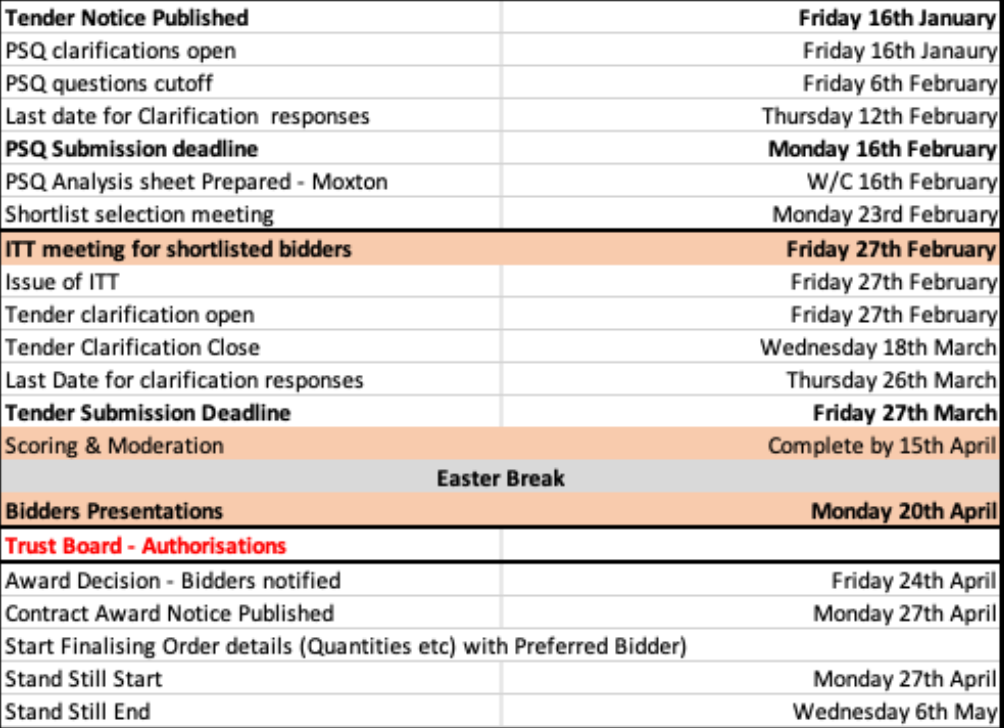 Tender Notice Published Friday 16th January
PSQ clarifications open Friday 16th Janaury
PSQ questions cutoff Friday 6th February
Last date for Clarification  responses Thursday 12th February
PSQ Submission deadline Monday 16th February
PSQ Analysis sheet Prepared - Moxton W/C 16th February
Shortlist selection meeting Monday 23rd February
ITT meeting for shortlisted bidders Friday 27th February
Issue of ITT Friday 27th February
Tender clarification open Friday 27th February
Tender Clarification Close Wednesday 18th March
Last Date for clarification responses Thursday 26th March
Tender Submission Deadline Friday 27th March
Scoring & Moderation Complete by 15th April
Easter Break
Bidders Presentations Monday 20th April
Trust Board - Authorisations
Award Decision - Bidders notified Friday 24th April
Contract Award Notice Published Monday 27th April
Start Finalising Order details (Quantities etc) with Preferred Bidder)
Stand Still Start Monday 27th April
Stand Still End Wednesday 6th May